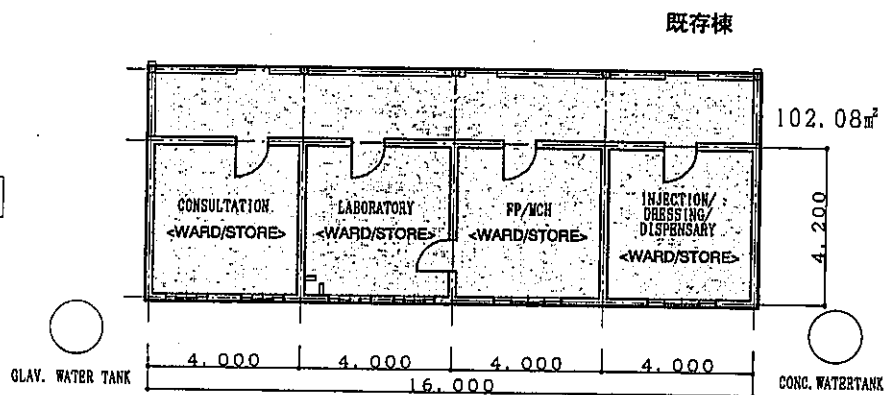 既存棟
102.08㎡
CONSULTATION
<WARD/STORE>
LABORATORY
<WARD/STORE>
FP/MCH
<WARD/STORE>
INJECTION/
DRESSING/
DISPENSARY
<WARD/STORE>
4,200
GLAV. WATER TANK
4,000
4,000
4,000
4,000
16,000
CONC. WATERTANK